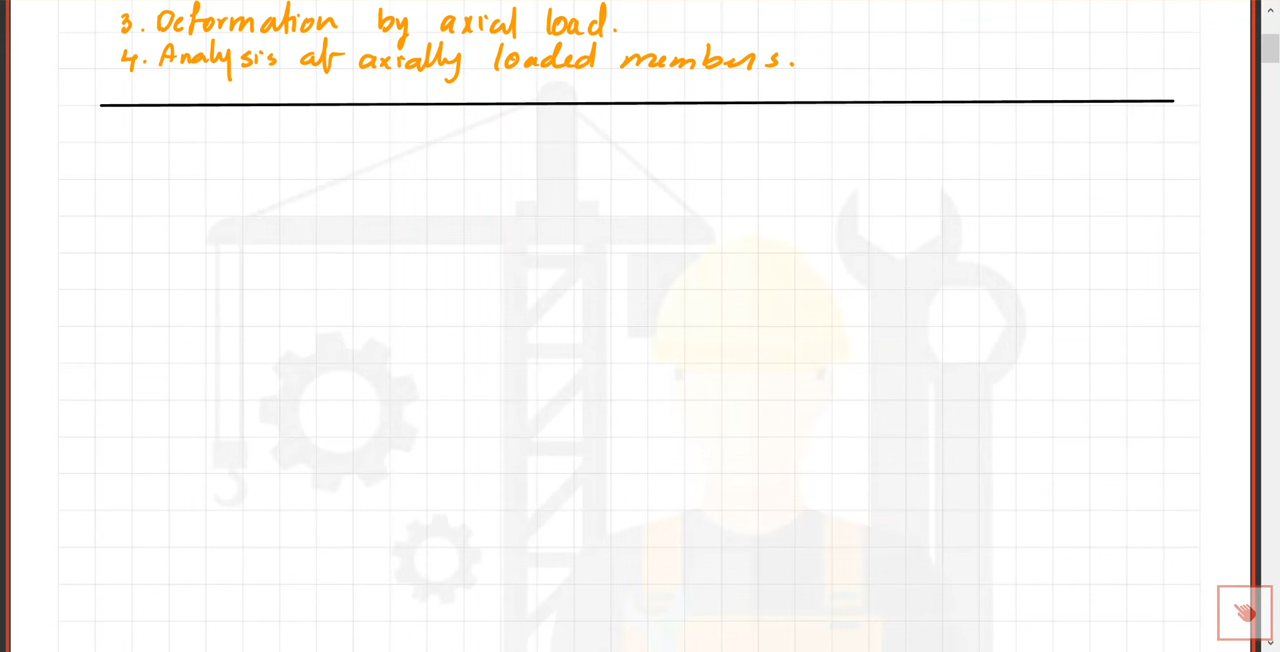 3. Deformation by axial load.
4. Analysis of axially loaded members.